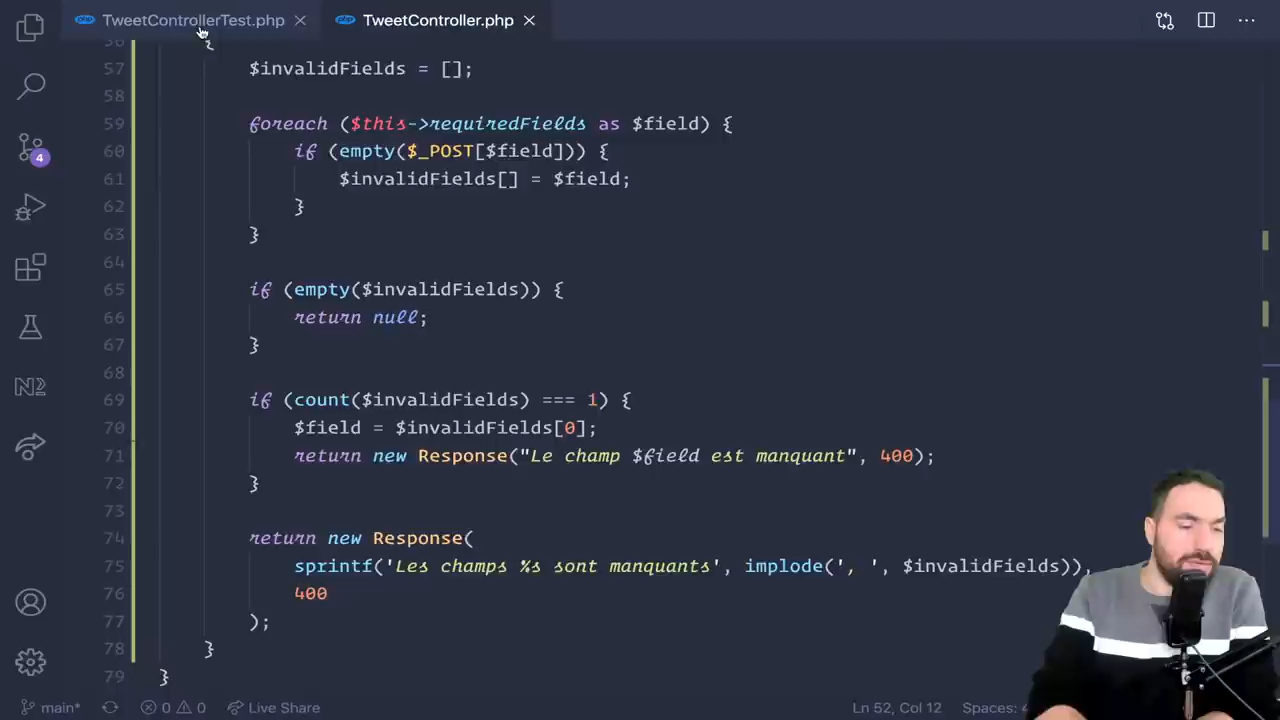 TweetControllerTest.php
TweetController.php
56 {
57 $invalidFields = [];
58
59 foreach ($this->requiredFields as $field) {
60 if (empty($_POST[$field])) {
61 $invalidFields[] = $field;
62 }
63 }
64
65 if (empty($invalidFields)) {
66 return null;
67 }
68
69 if (count($invalidFields) === 1) {
70 $field = $invalidFields[0];
71 return new Response("Le champ $field est manquant", 400);
72 }
73
74 return new Response(
75 sprintf('Les champs %s sont manquants', implode(', ', $invalidFields)),
76 400
77 );
78 }
79 }
4
main*
0 0
Live Share
Ln 52, Col 12
Spaces: